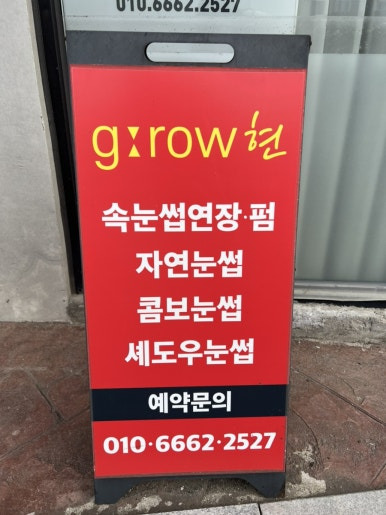 010.6662.2527
g:row현
속눈썹연장·펌
자연눈썹
콤보눈썹
셰도우눈썹
예약문의
010·6662·2527